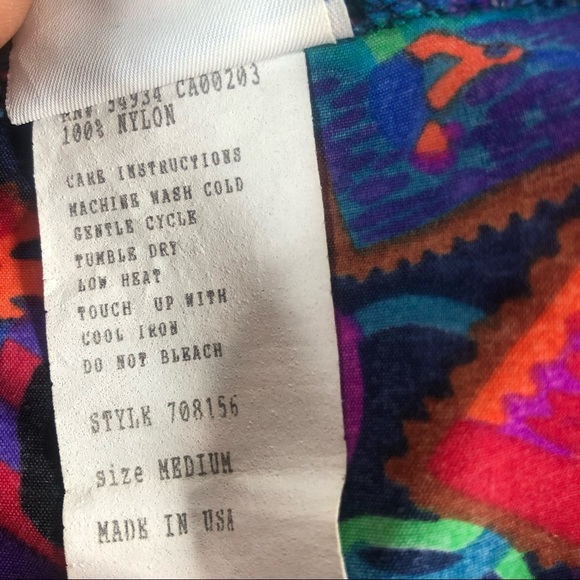 RN# 54934 CA00203
100% NYLON
CARE INSTRUCTIONS
MACHINE WASH COLD
GENTLE CYCLE
TUMBLE DRY
LOW HEAT
TOUCH UP WITH
COOL IRON
DO NOT BLEACH
STYLE 708156
size MEDIUM
MADE IN USA